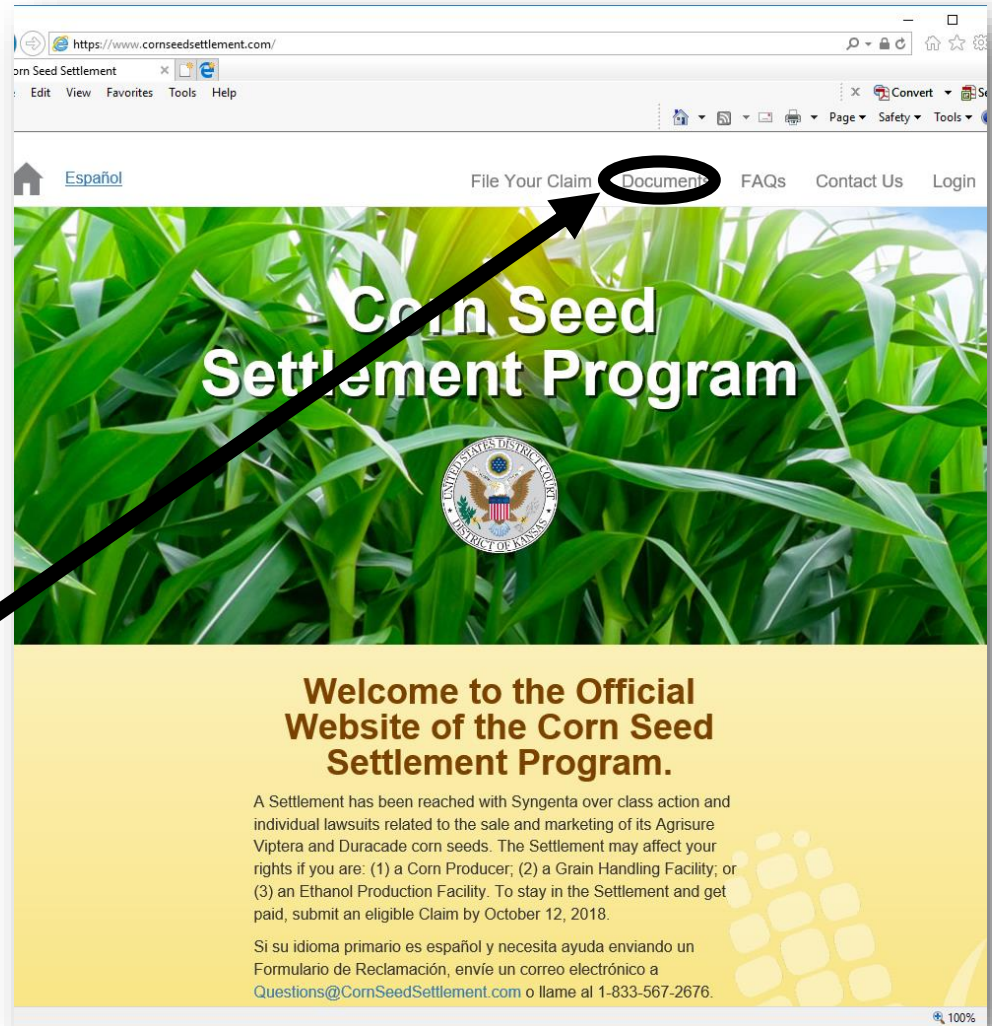 https://www.cornseedsettlement.com/
orn Seed Settlement
Edit View Favorites Tools Help
Convert
Page Safety Tools
Español
File Your Claim Documents FAQs Contact Us Login
Corn Seed
Settlement Program
UNITED STATES DISTRICT COURT
DISTRICT OF KANSAS
Welcome to the Official
Website of the Corn Seed
Settlement Program.
A Settlement has been reached with Syngenta over class action and
individual lawsuits related to the sale and marketing of its Agrisure
Viptera and Duracade corn seeds. The Settlement may affect your
rights if you are: (1) a Corn Producer; (2) a Grain Handling Facility; or
(3) an Ethanol Production Facility. To stay in the Settlement and get
paid, submit an eligible Claim by October 12, 2018.
Si su idioma primario es español y necesita ayuda enviando un
Formulario de Reclamación, envíe un correo electrónico a
Questions@CornSeedSettlement.com o llame al 1-833-567-2676.
100%